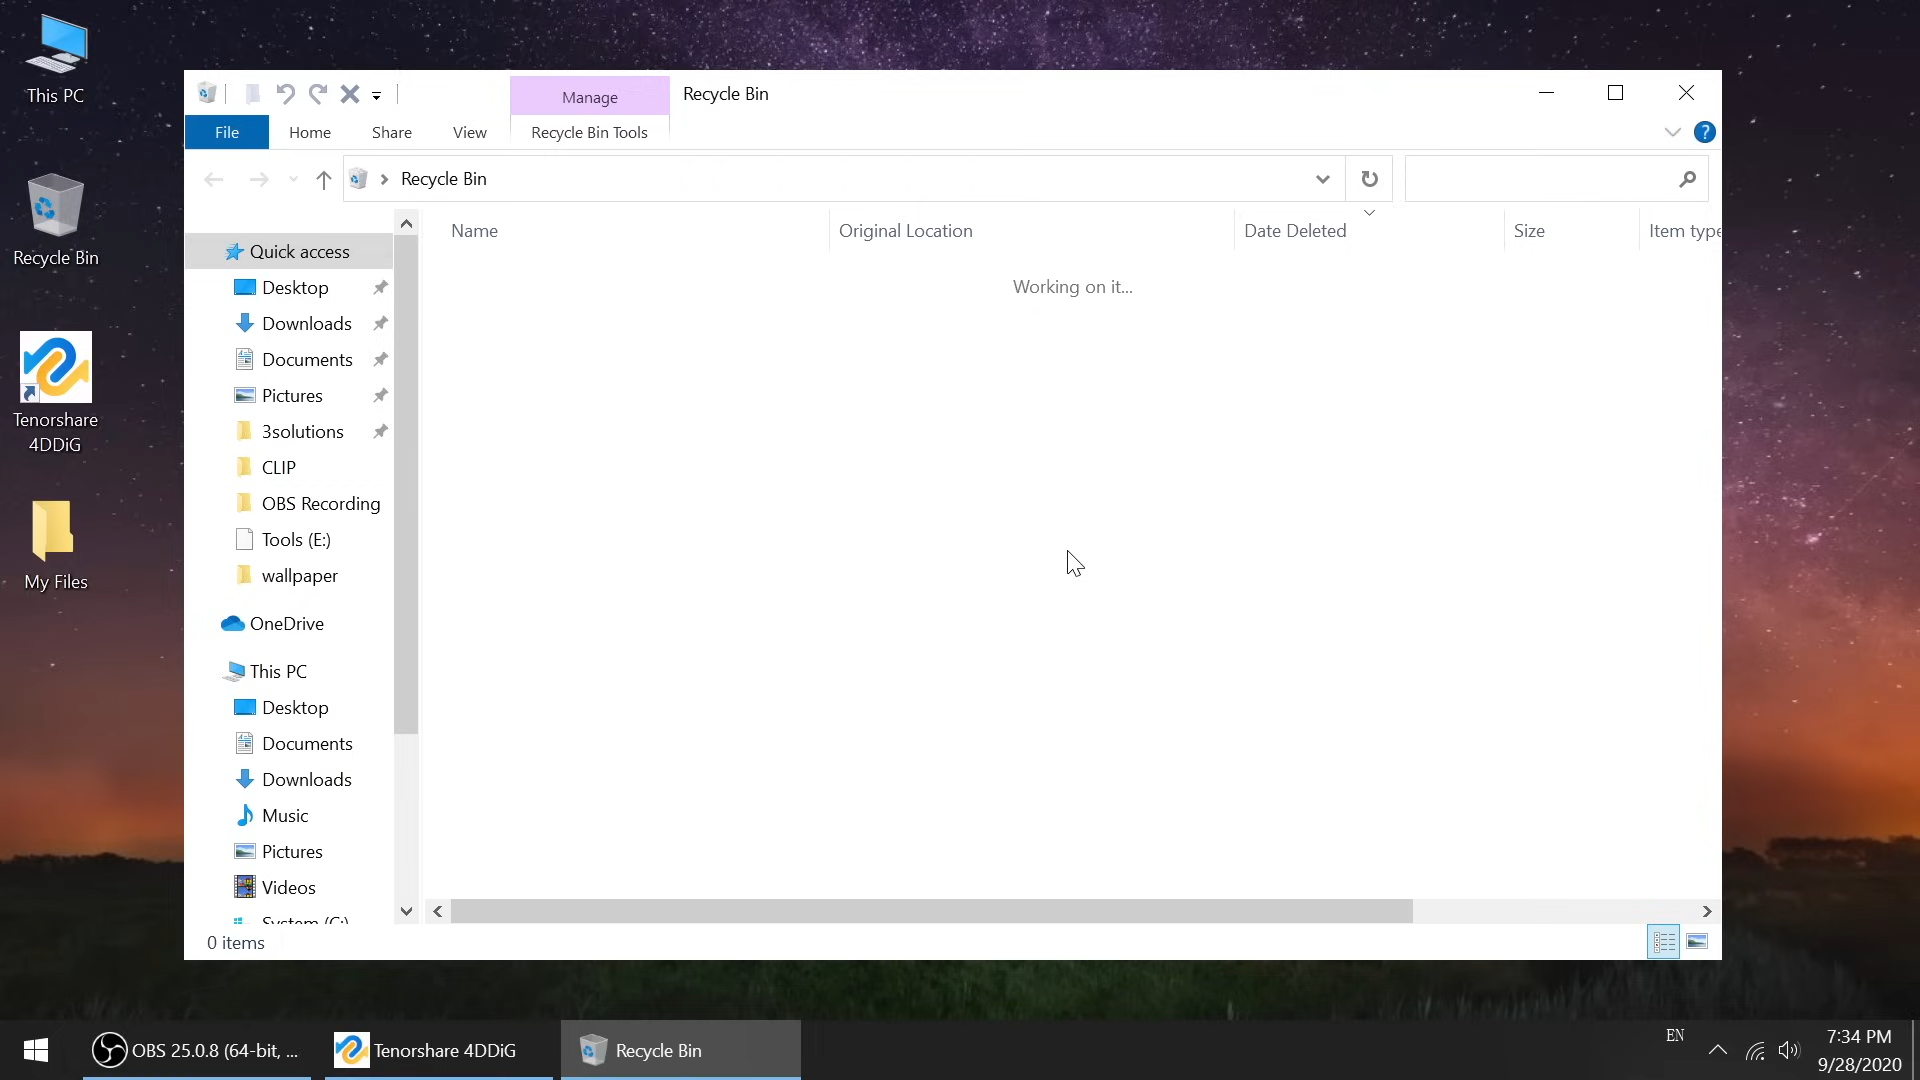 This PC
Recycle Bin
Tenorshare
4DDiG
My Files
Manage
Recycle Bin
File
Home
Share
View
Recycle Bin Tools
?
Recycle Bin
Name
Original Location
Date Deleted
Size
Item type
Working on it...
Quick access
Desktop
Downloads
Documents
Pictures
3solutions
CLIP
OBS Recording
Tools (E:)
wallpaper
OneDrive
This PC
Desktop
Documents
Downloads
Music
Pictures
Videos
System (C:)
0 items
OBS 25.0.8 (64-bit, ...
Tenorshare 4DDiG
Recycle Bin
EN
7:34 PM
9/28/2020